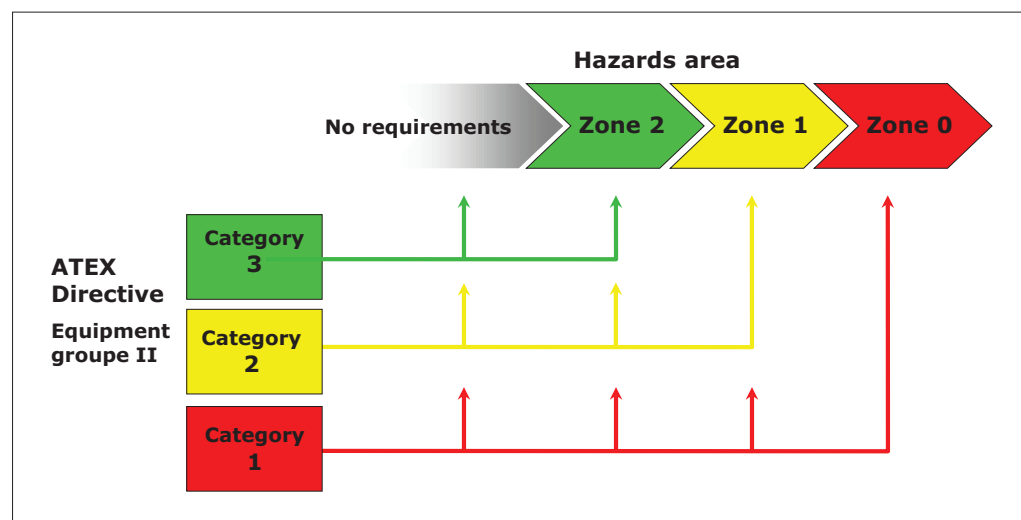 Hazards area
No requirements
Zone 2
Zone 1
Zone 0
ATEX
Directive
Equipment
groupe II
Category
3
Category
2
Category
1